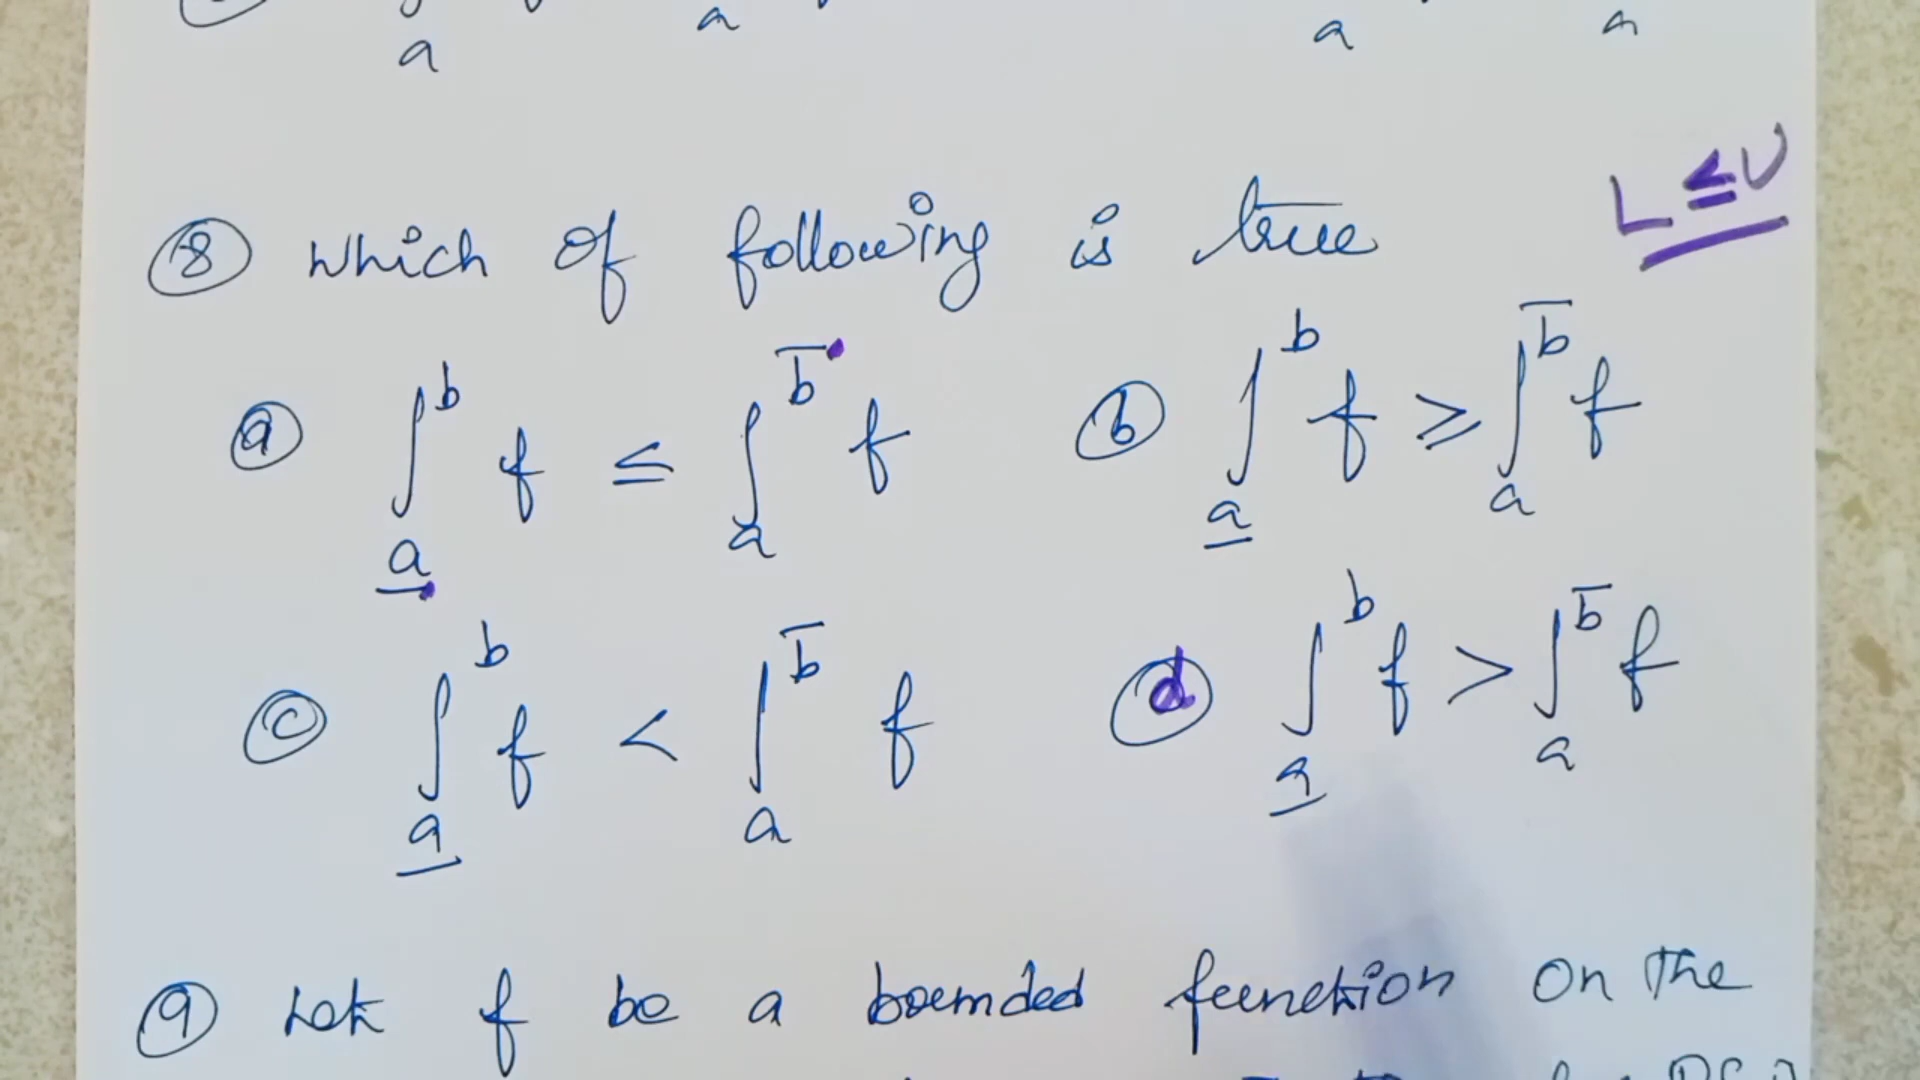 a a a a
L ≤ U
⑧ Which of following is true
ⓐ ∫_a̲^b f ≤ ∫_a^b̅ f ⓑ ∫_a̲^b f ≥ ∫_a^b̅ f
ⓒ ∫_a̲^b f < ∫_a^b̅ f ⓓ ∫_a̲^b f > ∫_a^b̅ f
⑨ Let f be a bounded function on the